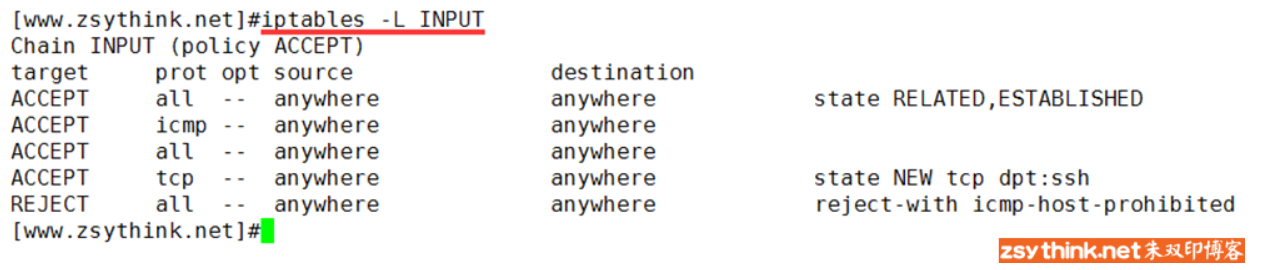 [www.zsythink.net]#iptables -L INPUT
Chain INPUT (policy ACCEPT)
target     prot opt source               destination
ACCEPT     all  --  anywhere             anywhere            state RELATED,ESTABLISHED
ACCEPT     icmp --  anywhere             anywhere
ACCEPT     all  --  anywhere             anywhere
ACCEPT     tcp  --  anywhere             anywhere            state NEW tcp dpt:ssh
REJECT     all  --  anywhere             anywhere            reject-with icmp-host-prohibited
[www.zsythink.net]#
zsythink.net朱双印博客